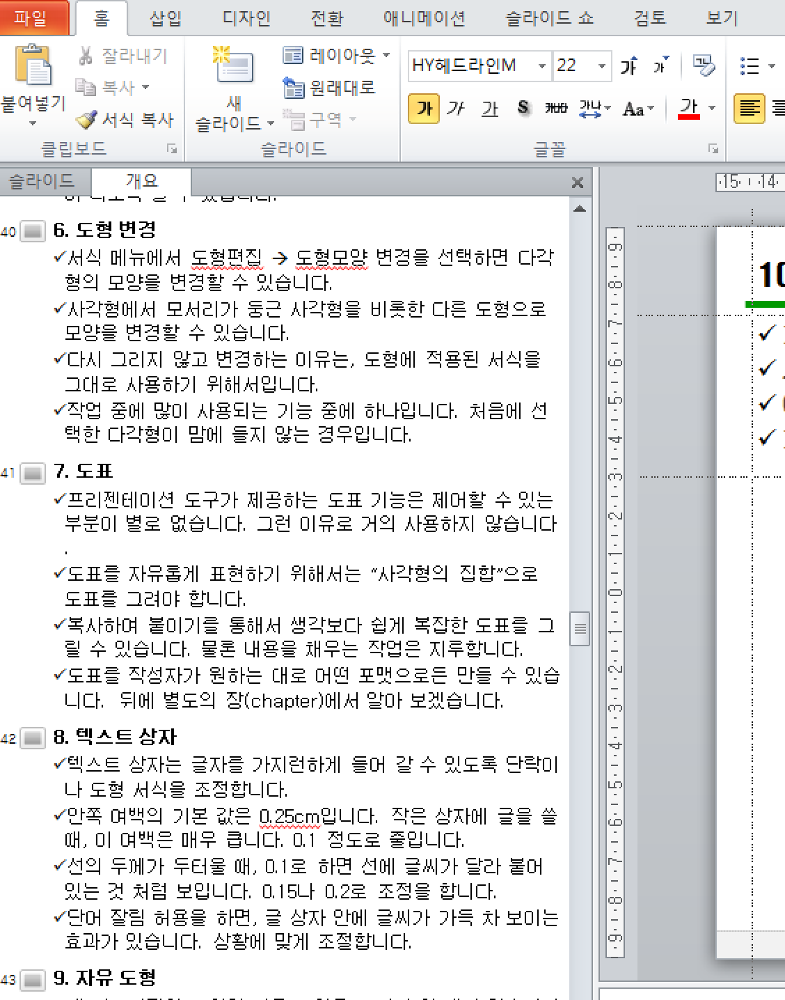 파일 홈 삽입 디자인 전환 애니메이션 슬라이드 쇼 검토 보기
붙여넣기
잘라내기
복사
서식 복사
클립보드
새
슬라이드
레이아웃
원래대로
구역
슬라이드
HY헤드라인M 22 가 가
가 가 가 S 가나다 가나 Aa 가
글꼴
슬라이드 개요
40 6. 도형 변경
✓서식 메뉴에서 도형편집 → 도형모양 변경을 선택하면 다각
형의 모양을 변경할 수 있습니다.
✓사각형에서 모서리가 둥근 사각형을 비롯한 다른 도형으로
모양을 변경할 수 있습니다.
✓다시 그리지 않고 변경하는 이유는, 도형에 적용된 서식을
그대로 사용하기 위해서입니다.
✓작업 중에 많이 사용되는 기능 중에 하나입니다. 처음에 선
택한 다각형이 맘에 들지 않는 경우입니다.
41 7. 도표
✓프리젠테이션 도구가 제공하는 도표 기능은 제어할 수 있는
부분이 별로 없습니다. 그런 이유로 거의 사용하지 않습니다
.
✓도표를 자유롭게 표현하기 위해서는 “사각형의 집합”으로
도표를 그려야 합니다.
✓복사하여 붙이기를 통해서 생각보다 쉽게 복잡한 도표를 그
릴 수 있습니다. 물론 내용을 채우는 작업은 지루합니다.
✓도표를 작성자가 원하는 대로 어떤 포맷으로든 만들 수 있습
니다. 뒤에 별도의 장(chapter)에서 알아 보겠습니다.
42 8. 텍스트 상자
✓텍스트 상자는 글자를 가지런하게 들어 갈 수 있도록 단락이
나 도형 서식을 조정합니다.
✓안쪽 여백의 기본 값은 0.25cm입니다. 작은 상자에 글을 쓸
때, 이 여백은 매우 큽니다. 0.1 정도로 줄입니다.
✓선의 두에가 두터울 때, 0.1로 하면 선에 글씨가 달라 붙어
있는 것 처럼 보입니다. 0.15나 0.2로 조정을 합니다.
✓단어 잘림 허용을 하면, 글 상자 안에 글씨가 가득 차 보이는
효과가 있습니다. 상황에 맞게 조절합니다.
43 9. 자유 도형
15 14
9 8 7 6 5 4 3 2 1 0 1 2 3 4 5 6 7 8 9
10